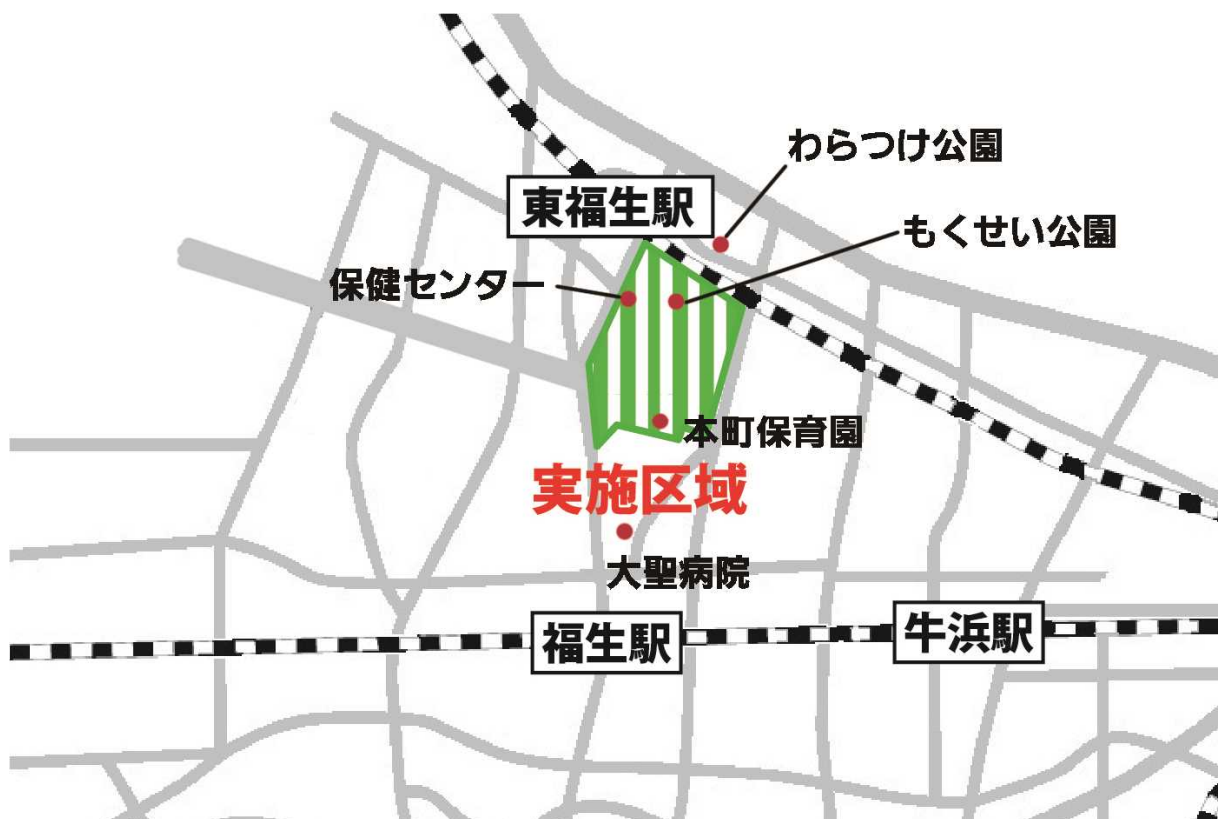 わらつけ公園
東福生駅
もくせい公園
保健センター
本町保育園
実施区域
大聖病院
福生駅
牛浜駅